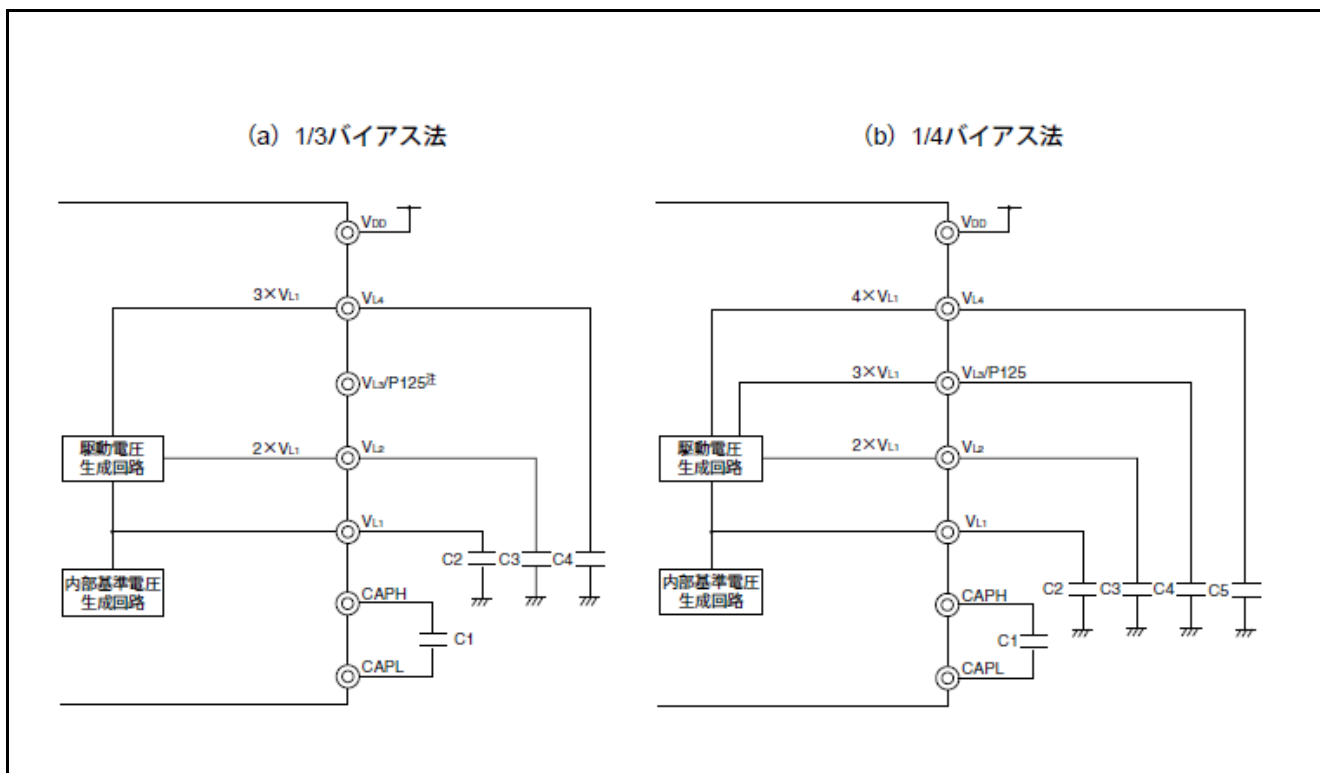 (a) 1/3バイアス法
VDD
3×VL1
VL4
VL3/P125注
駆動電圧
生成回路
2×VL1
VL2
VL1
内部基準電圧
生成回路
C2
C3
C4
CAPH
C1
CAPL
(b) 1/4バイアス法
VDD
4×VL1
VL4
3×VL1
VL3/P125
駆動電圧
生成回路
2×VL1
VL2
VL1
内部基準電圧
生成回路
C2
C3
C4
C5
CAPH
C1
CAPL